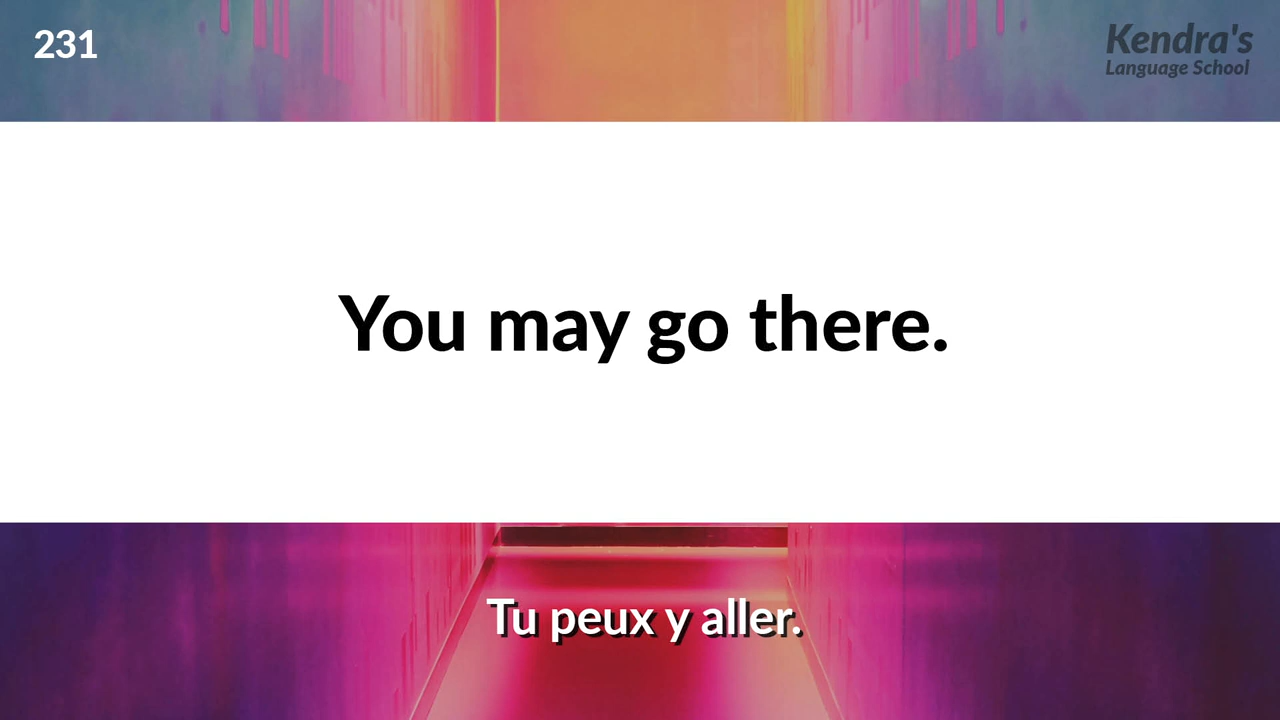 231
Kendra's
Language School
You may go there.
Tu peux y aller.